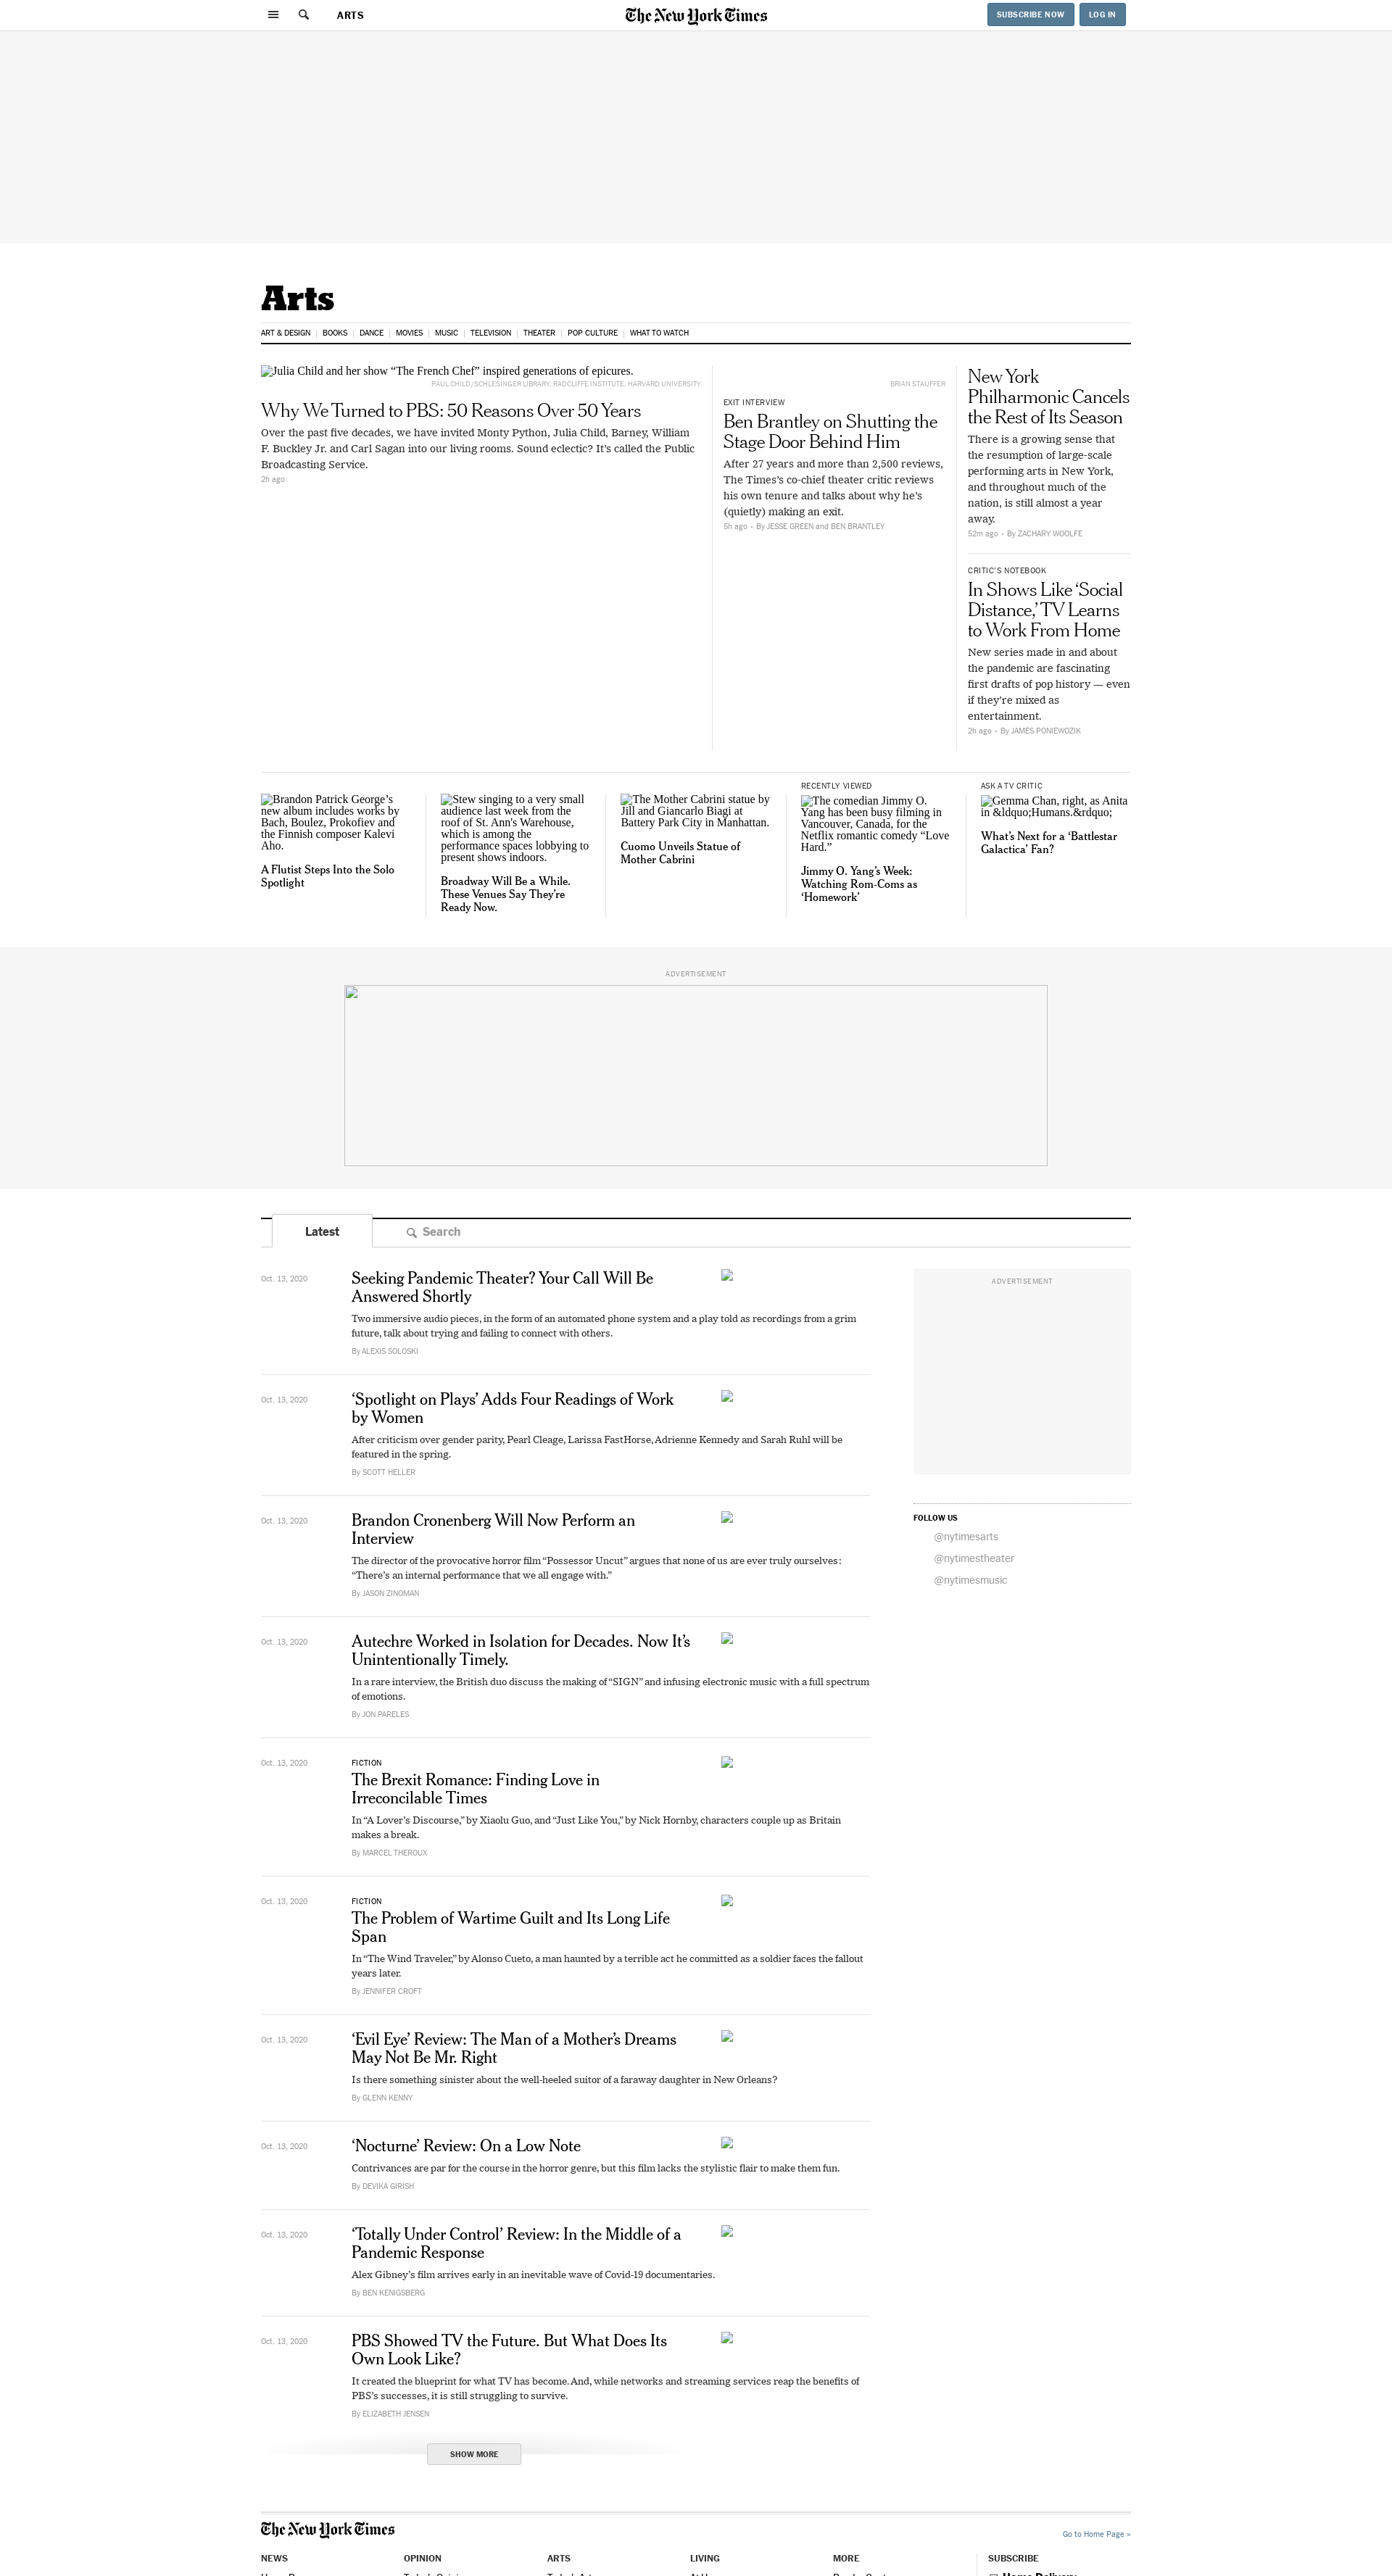 ARTS
The New York Times
SUBSCRIBE NOW
LOG IN
Arts
ART & DESIGN
BOOKS
DANCE
MOVIES
MUSIC
TELEVISION
THEATER
POP CULTURE
WHAT TO WATCH
Julia Child and her show “The French Chef” inspired generations of epicures.
PAUL CHILD/SCHLESINGER LIBRARY, RADCLIFFE INSTITUTE, HARVARD UNIVERSITY
Why We Turned to PBS: 50 Reasons Over 50 Years
Over the past five decades, we have invited Monty Python, Julia Child, Barney, William
F. Buckley Jr. and Carl Sagan into our living rooms. Sound eclectic? It’s called the Public
Broadcasting Service.
2h ago
BRIAN STAUFFER
EXIT INTERVIEW
Ben Brantley on Shutting the
Stage Door Behind Him
After 27 years and more than 2,500 reviews,
The Times’s co-chief theater critic reviews
his own tenure and talks about why he’s
(quietly) making an exit.
5h ago • By JESSE GREEN and BEN BRANTLEY
New York
Philharmonic Cancels
the Rest of Its Season
There is a growing sense that
the resumption of large-scale
performing arts in New York,
and throughout much of the
nation, is still almost a year
away.
52m ago • By ZACHARY WOOLFE
CRITIC’S NOTEBOOK
In Shows Like ‘Social
Distance,’ TV Learns
to Work From Home
New series made in and about
the pandemic are fascinating
first drafts of pop history — even
if they’re mixed as
entertainment.
2h ago • By JAMES PONIEWOZIK
Brandon Patrick George’s
new album includes works by
Bach, Boulez, Prokofiev and
the Finnish composer Kalevi
Aho.
A Flutist Steps Into the Solo
Spotlight
Stew singing to a very small
audience last week from the
roof of St. Ann's Warehouse,
which is among the
performance spaces lobbying to
present shows indoors.
Broadway Will Be a While.
These Venues Say They’re
Ready Now.
The Mother Cabrini statue by
Jill and Giancarlo Biagi at
Battery Park City in Manhattan.
Cuomo Unveils Statue of
Mother Cabrini
RECENTLY VIEWED
The comedian Jimmy O.
Yang has been busy filming in
Vancouver, Canada, for the
Netflix romantic comedy “Love
Hard.”
Jimmy O. Yang’s Week:
Watching Rom-Coms as
‘Homework’
ASK A TV CRITIC
Gemma Chan, right, as Anita
in &ldquo;Humans.&rdquo;
What’s Next for a ‘Battlestar
Galactica’ Fan?
ADVERTISEMENT
Latest
Search
Oct. 13, 2020
Seeking Pandemic Theater? Your Call Will Be
Answered Shortly
Two immersive audio pieces, in the form of an automated phone system and a play told as recordings from a grim
future, talk about trying and failing to connect with others.
By ALEXIS SOLOSKI
Oct. 13, 2020
‘Spotlight on Plays’ Adds Four Readings of Work
by Women
After criticism over gender parity, Pearl Cleage, Larissa FastHorse, Adrienne Kennedy and Sarah Ruhl will be
featured in the spring.
By SCOTT HELLER
Oct. 13, 2020
Brandon Cronenberg Will Now Perform an
Interview
The director of the provocative horror film “Possessor Uncut” argues that none of us are ever truly ourselves:
“There’s an internal performance that we all engage with.”
By JASON ZINOMAN
Oct. 13, 2020
Autechre Worked in Isolation for Decades. Now It’s
Unintentionally Timely.
In a rare interview, the British duo discuss the making of “SIGN” and infusing electronic music with a full spectrum
of emotions.
By JON PARELES
Oct. 13, 2020
FICTION
The Brexit Romance: Finding Love in
Irreconcilable Times
In “A Lover’s Discourse,” by Xiaolu Guo, and “Just Like You,” by Nick Hornby, characters couple up as Britain
makes a break.
By MARCEL THEROUX
Oct. 13, 2020
FICTION
The Problem of Wartime Guilt and Its Long Life
Span
In “The Wind Traveler,” by Alonso Cueto, a man haunted by a terrible act he committed as a soldier faces the fallout
years later.
By JENNIFER CROFT
Oct. 13, 2020
‘Evil Eye’ Review: The Man of a Mother’s Dreams
May Not Be Mr. Right
Is there something sinister about the well-heeled suitor of a faraway daughter in New Orleans?
By GLENN KENNY
Oct. 13, 2020
‘Nocturne’ Review: On a Low Note
Contrivances are par for the course in the horror genre, but this film lacks the stylistic flair to make them fun.
By DEVIKA GIRISH
Oct. 13, 2020
‘Totally Under Control’ Review: In the Middle of a
Pandemic Response
Alex Gibney’s film arrives early in an inevitable wave of Covid-19 documentaries.
By BEN KENIGSBERG
Oct. 13, 2020
PBS Showed TV the Future. But What Does Its
Own Look Like?
It created the blueprint for what TV has become. And, while networks and streaming services reap the benefits of
PBS’s successes, it is still struggling to survive.
By ELIZABETH JENSEN
SHOW MORE
ADVERTISEMENT
FOLLOW US
@nytimesarts
@nytimestheater
@nytimesmusic
The New York Times
Go to Home Page »
NEWS
OPINION
ARTS
LIVING
MORE
SUBSCRIBE